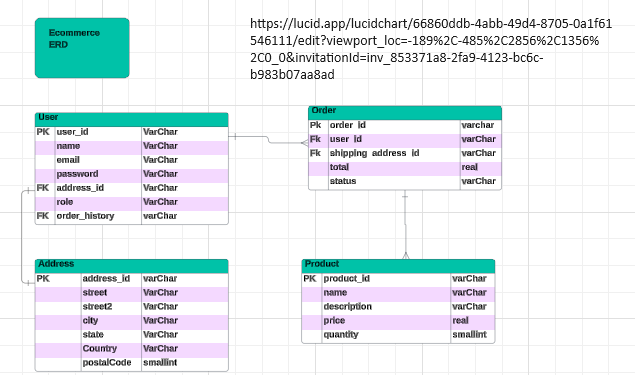 Ecommerce
ERD
https://lucid.app/lucidchart/66860ddb-4abb-49d4-8705-0a1f61
546111/edit?viewport_loc=-189%2C-485%2C2856%2C1356%
2C0_0&invitationId=inv_853371a8-2fa9-4123-bc6c-
b983b07aa8ad
User
PK user_id VarChar
name VarChar
email VarChar
password VarChar
FK address_id VarChar
role VarChar
FK order_history varChar
Order
Pk order_id varchar
Fk user_id varChar
Fk shipping_address_id varChar
total real
status varChar
Address
PK address_id varChar
street VarChar
street2 VarChar
city VarChar
state VarChar
Country VarChar
postalCode smallint
Product
PK product_id varChar
name varChar
description varChar
price real
quantity smallint